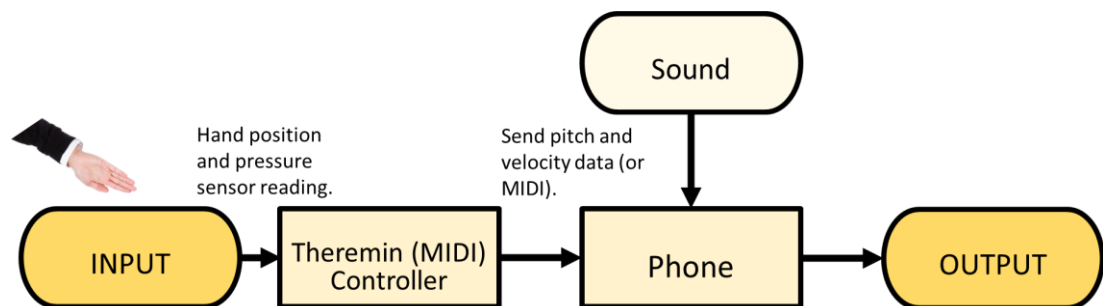 Sound
Hand position
and pressure
sensor reading.
Send pitch and
velocity data (or
MIDI).
INPUT
Theremin (MIDI)
Controller
Phone
OUTPUT